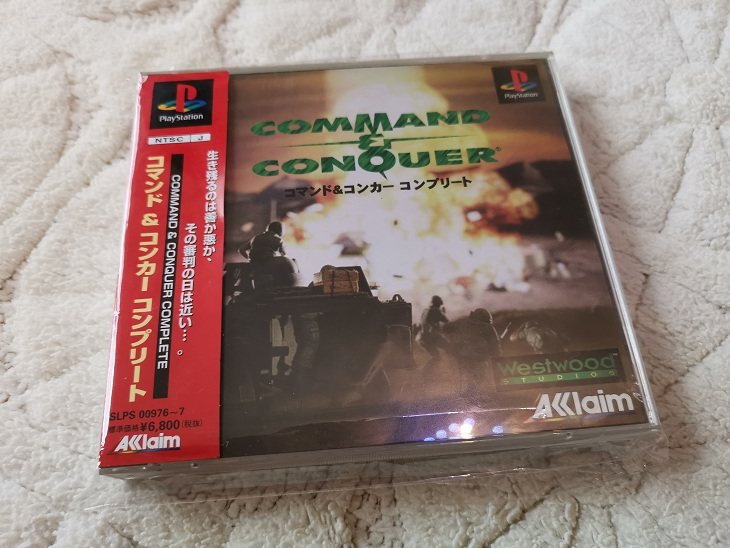 PlayStation
NTSC J
コマンド & コンカー コンプリート
COMMAND & CONQUER COMPLETE
生き残るのは善か悪か、
その審判の日は近い…。
SLPS 00976~7
標準価格¥6,800(税抜)
AKKlaim
PlayStation
COMMAND
&
CONQUER®
コマンド&コンカー コンプリート
Westwood™
STUDIOS
AKKlaim